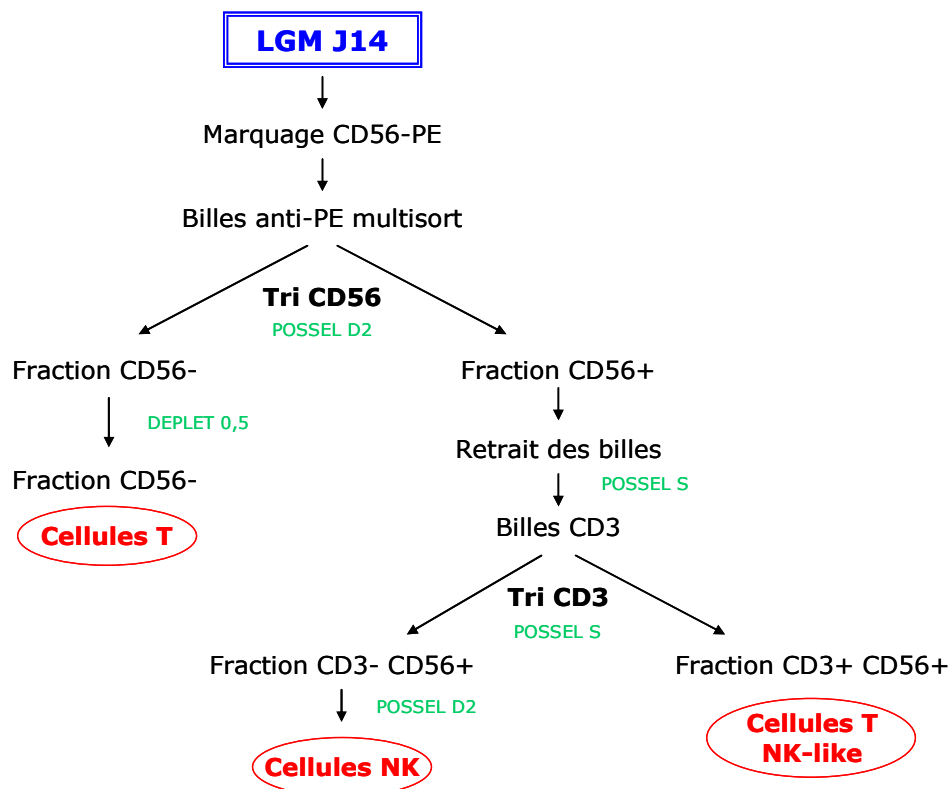 LGM J14
Marquage CD56-PE
Billes anti-PE multisort
Tri CD56
POSSEL D2
Fraction CD56-
Fraction CD56+
DEPLET 0,5
Retrait des billes
Fraction CD56-
POSSEL S
Cellules T
Billes CD3
Tri CD3
POSSEL S
Fraction CD3- CD56+
Fraction CD3+ CD56+
POSSEL D2
Cellules T
NK-like
Cellules NK